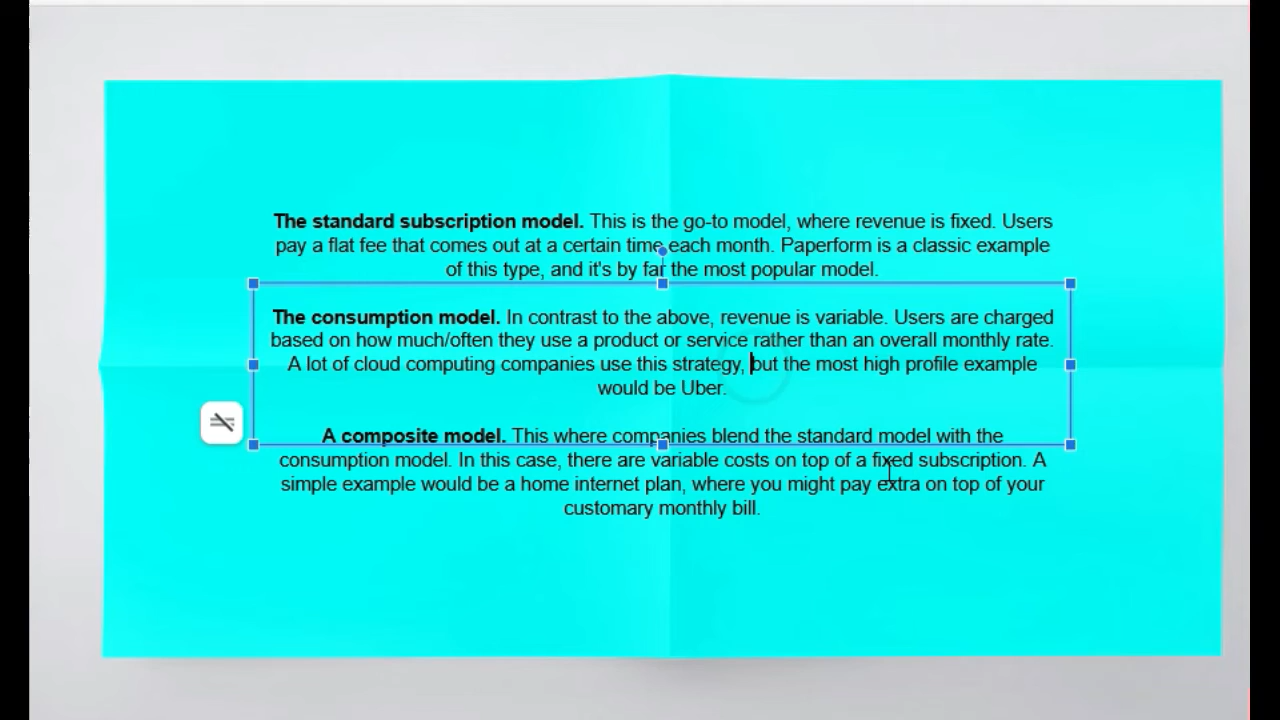 The standard subscription model. This is the go-to model, where revenue is fixed. Users
pay a flat fee that comes out at a certain time each month. Paperform is a classic example
of this type, and it's by far the most popular model.
The consumption model. In contrast to the above, revenue is variable. Users are charged
based on how much/often they use a product or service rather than an overall monthly rate.
A lot of cloud computing companies use this strategy, but the most high profile example
would be Uber.
A composite model. This where companies blend the standard model with the
consumption model. In this case, there are variable costs on top of a fixed subscription. A
simple example would be a home internet plan, where you might pay extra on top of your
customary monthly bill.